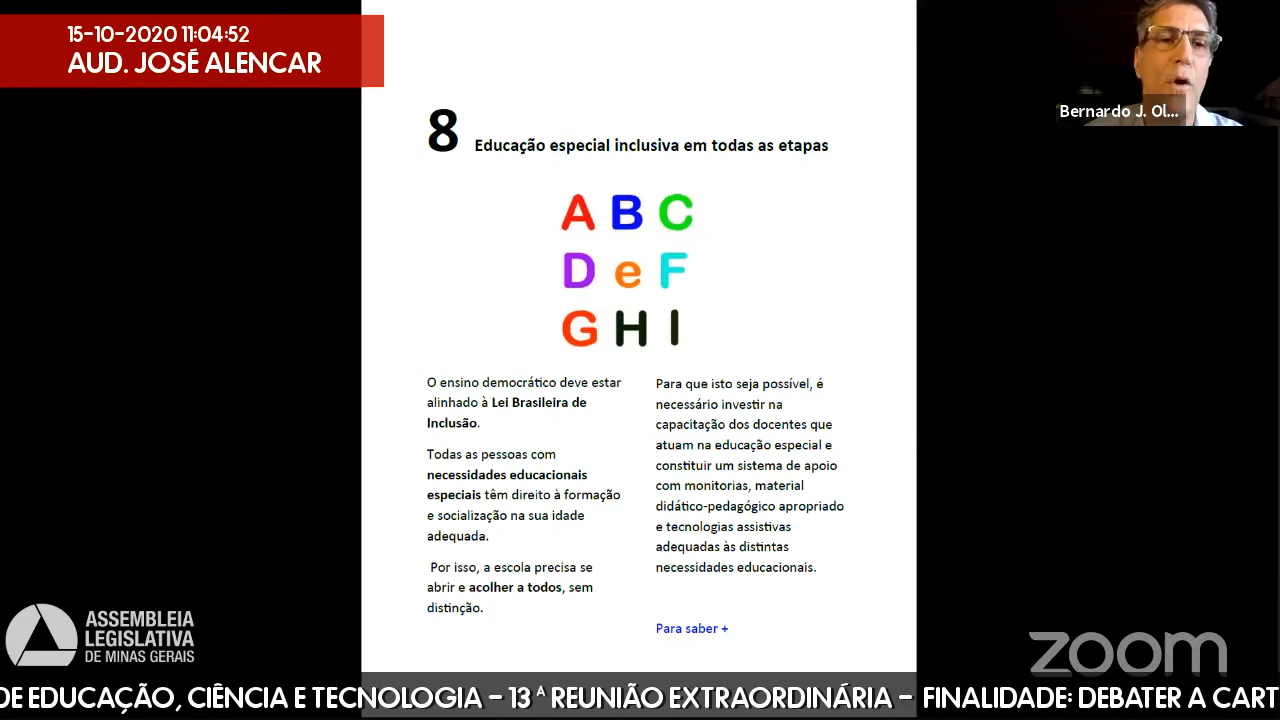 15-10-2020 11:04:52
AUD. JOSÉ ALENCAR
Bernardo J. Ol...
8 Educação especial inclusiva em todas as etapas
A B C
D e F
G H I
O ensino democrático deve estar
alinhado à Lei Brasileira de
Inclusão.
Todas as pessoas com
necessidades educacionais
especiais têm direito à formação
e socialização na sua idade
adequada.
Por isso, a escola precisa se
abrir e acolher a todos, sem
distinção.
Para que isto seja possível, é
necessário investir na
capacitação dos docentes que
atuam na educação especial e
constituir um sistema de apoio
com monitorias, material
didático-pedagógico apropriado
e tecnologias assistivas
adequadas às distintas
necessidades educacionais.
Para saber +
ASSEMBLEIA
LEGISLATIVA
DE MINAS GERAIS
zoom
DE EDUCAÇÃO, CIÊNCIA E TECNOLOGIA - 13ª REUNIÃO EXTRAORDINÁRIA - FINALIDADE: DEBATER A CART